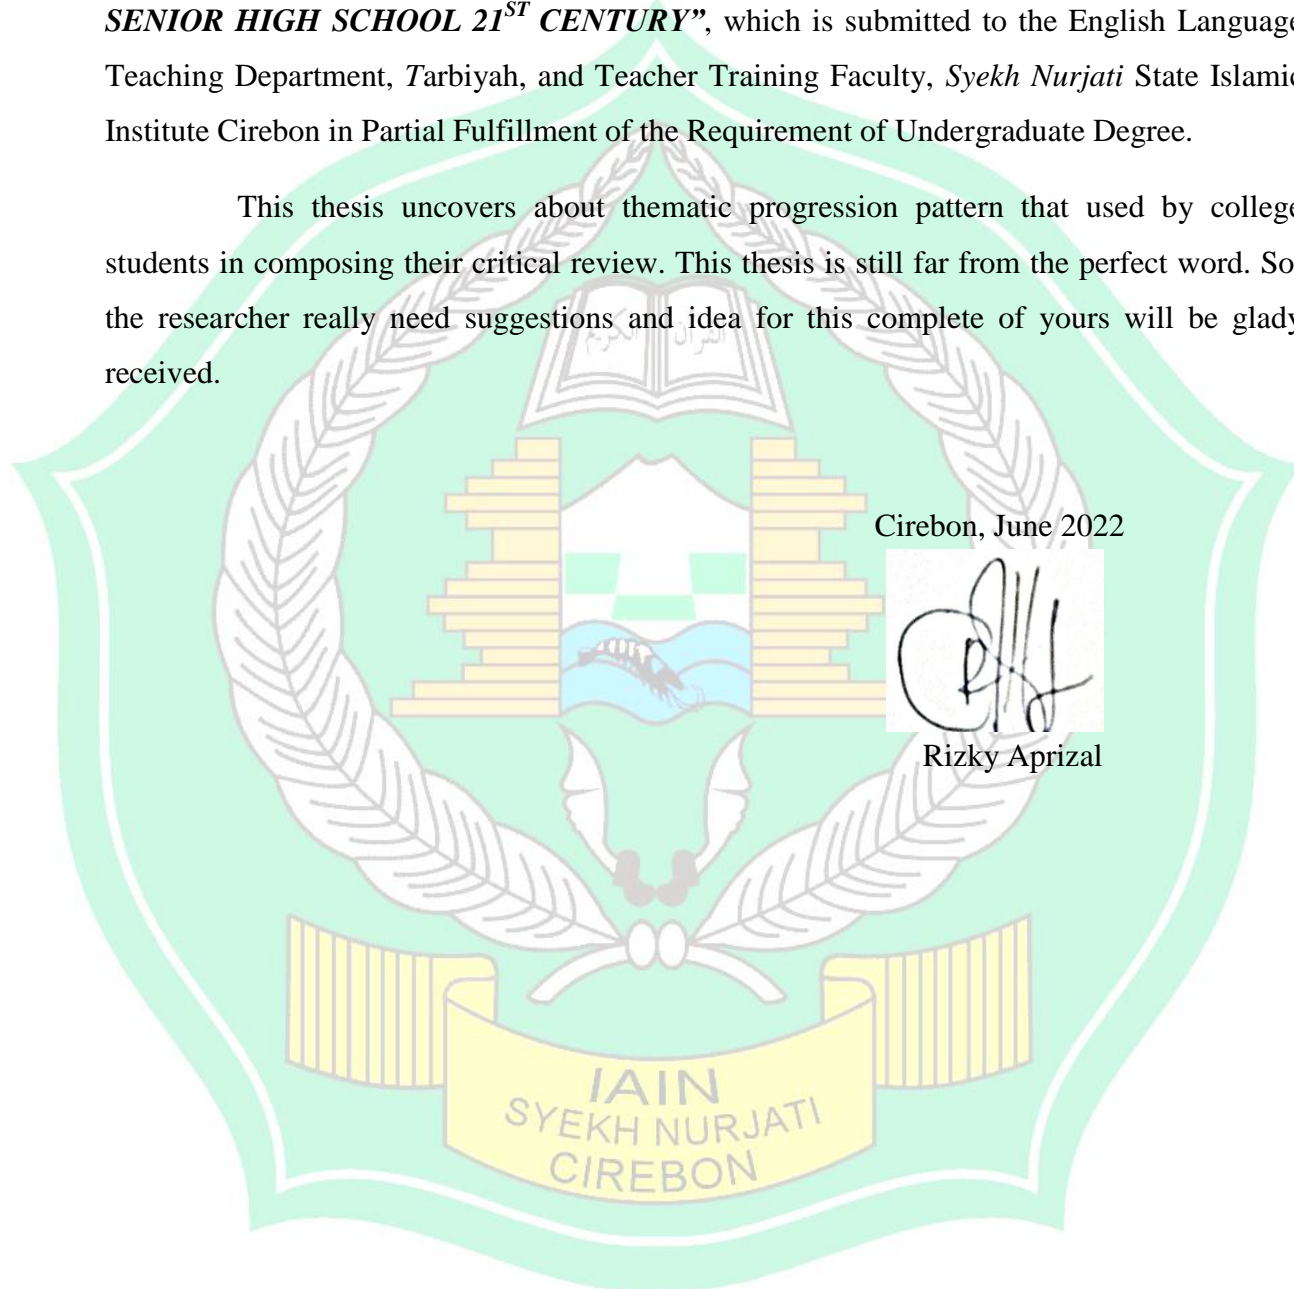 SENIOR HIGH SCHOOL 21ST CENTURY”, which is submitted to the English Language
Teaching Department, Tarbiyah, and Teacher Training Faculty, Syekh Nurjati State Islamic
Institute Cirebon in Partial Fulfillment of the Requirement of Undergraduate Degree.
This thesis uncovers about thematic progression pattern that used by college
students in composing their critical review. This thesis is still far from the perfect word. So
the researcher really need suggestions and idea for this complete of yours will be glady
received.
القرآن الكريم
Cirebon, June 2022
Rizky Aprizal
IAIN
SYEKH NURJATI
CIREBON